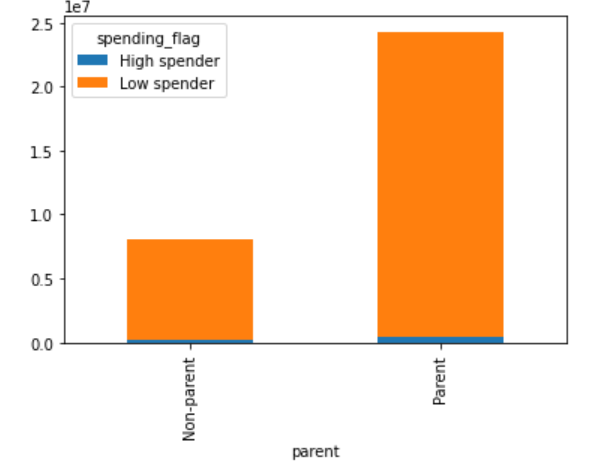 1e7
2.5
2.0
1.5
1.0
0.5
0.0
spending_flag
High spender
Low spender
Non-parent
Parent
parent